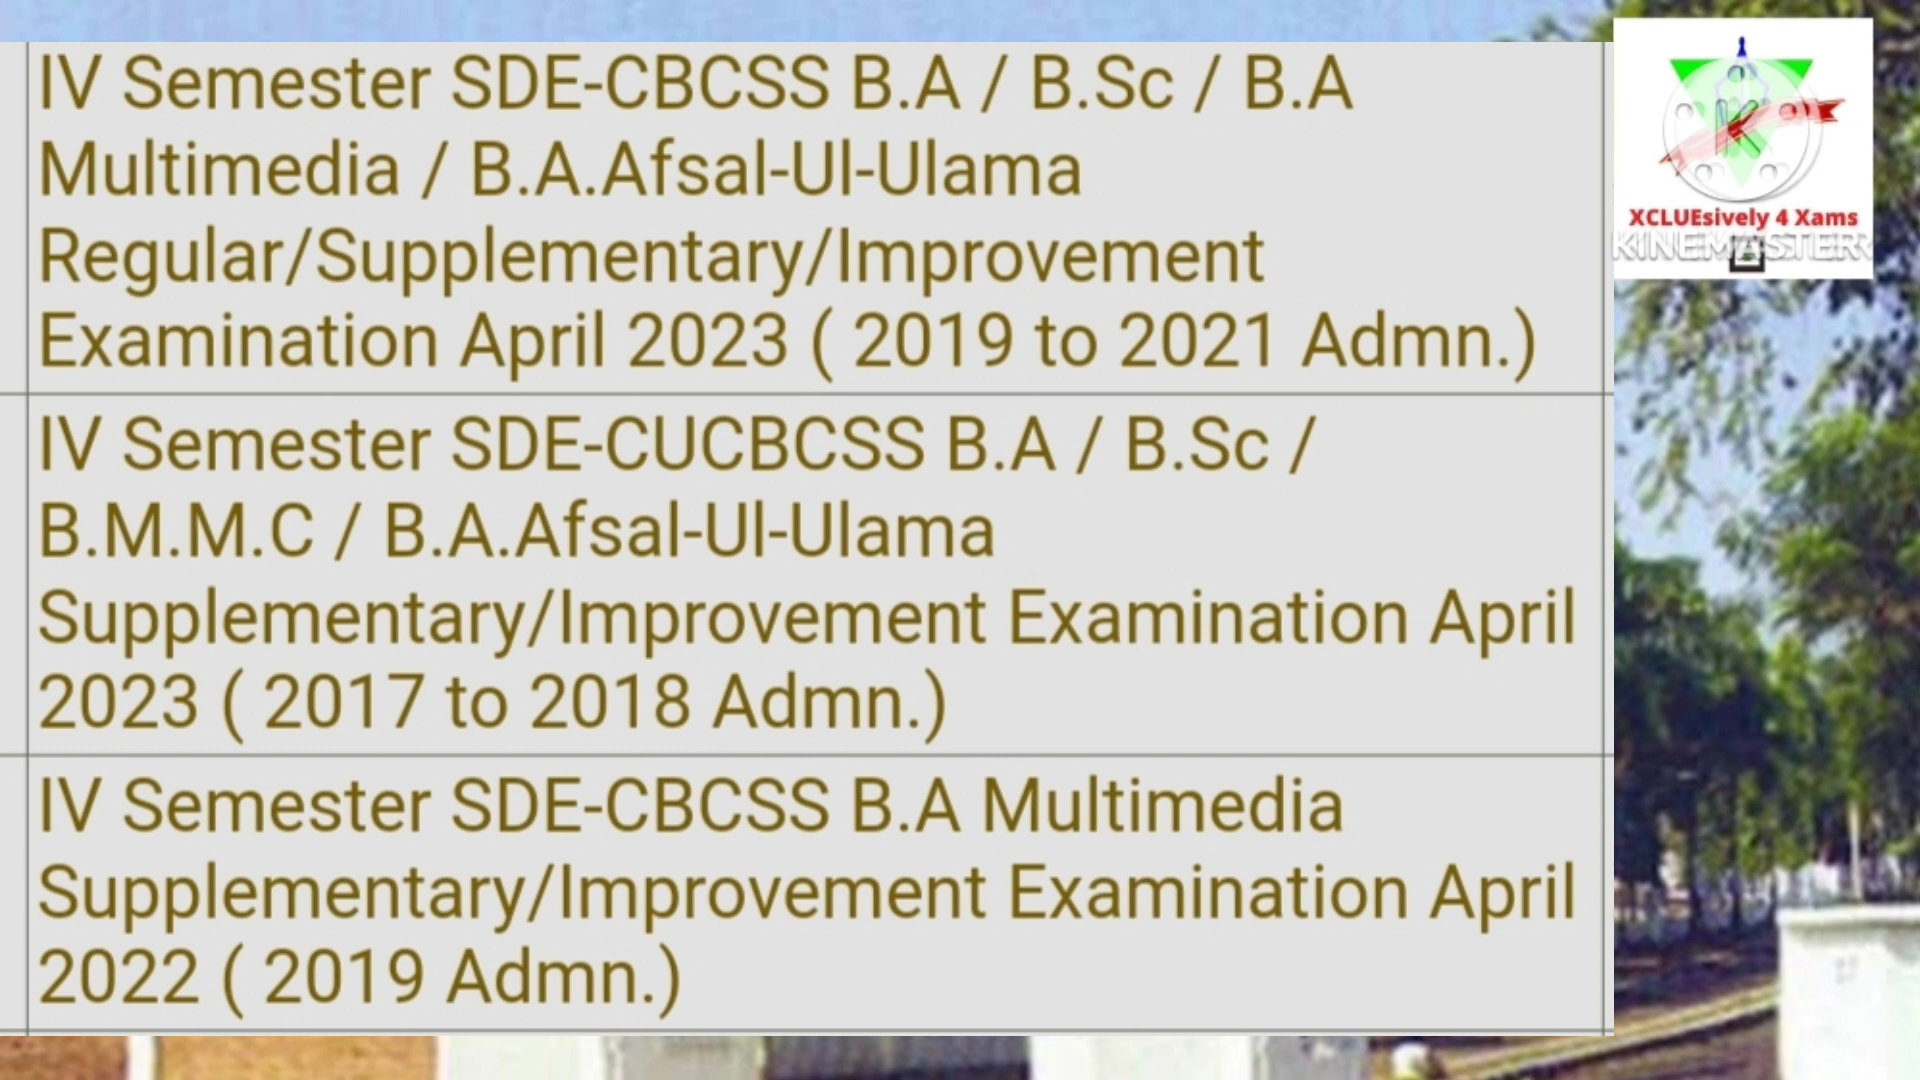 IV Semester SDE-CBCSS B.A / B.Sc / B.A
Multimedia / B.A.Afsal-Ul-Ulama
Regular/Supplementary/Improvement
Examination April 2023 ( 2019 to 2021 Admn.)
IV Semester SDE-CUCBCSS B.A / B.Sc /
B.M.M.C / B.A.Afsal-Ul-Ulama
Supplementary/Improvement Examination April
2023 ( 2017 to 2018 Admn.)
IV Semester SDE-CBCSS B.A Multimedia
Supplementary/Improvement Examination April
2022 ( 2019 Admn.)
XCLUEsively 4 Xams
KINEMASTER